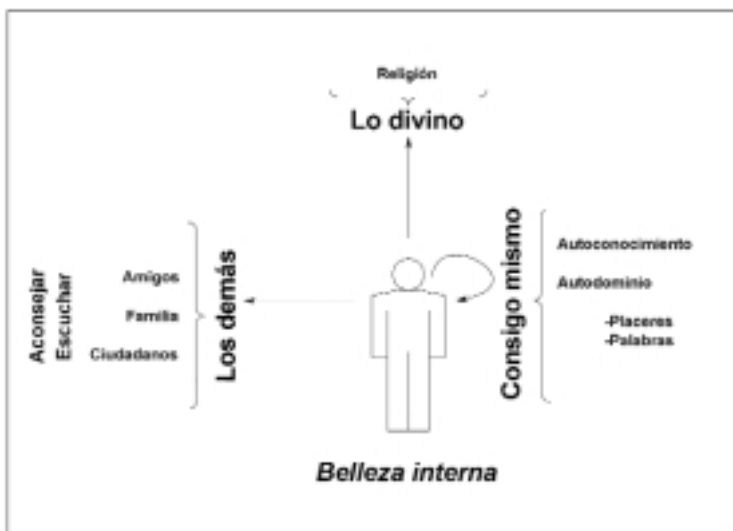 Religión
Lo divino
Aconsejar
Escuchar
Amigos
Familia
Ciudadanos
Los demás
Consigo mismo
Autoconocimiento
Autodominio
-Placeres
-Palabras
Belleza interna